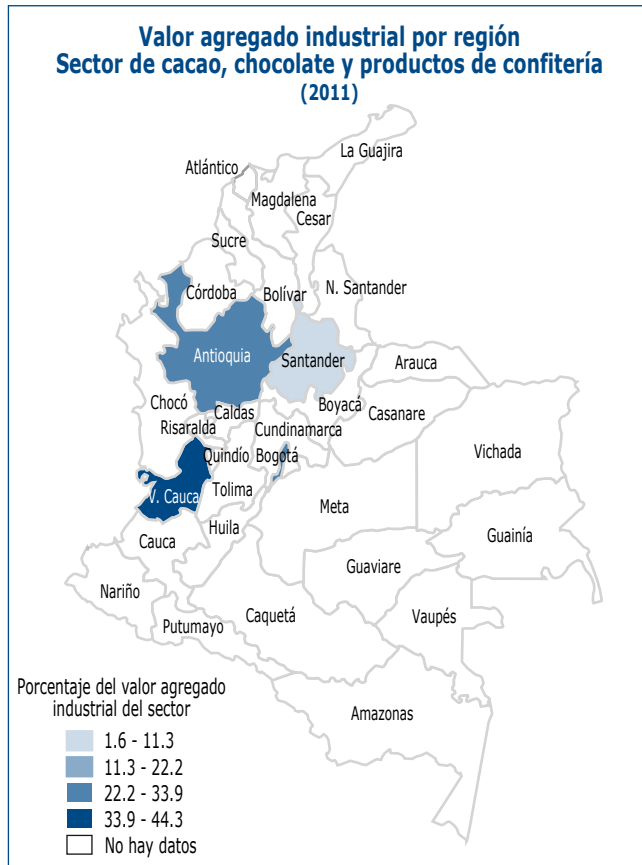 Valor agregado industrial por región
Sector de cacao, chocolate y productos de confitería
(2011)
La Guajira
Atlántico
Magdalena
Cesar
Sucre
Córdoba
Bolívar
N. Santander
Antioquia
Santander
Arauca
Chocó
Caldas
Boyacá
Casanare
Risaralda
Cundinamarca
Quindío
Bogotá
Vichada
V. Cauca
Tolima
Meta
Huila
Cauca
Guainía
Guaviare
Nariño
Caquetá
Vaupés
Putumayo
Amazonas
Porcentaje del valor agregado
industrial del sector
1.6 - 11.3
11.3 - 22.2
22.2 - 33.9
33.9 - 44.3
No hay datos